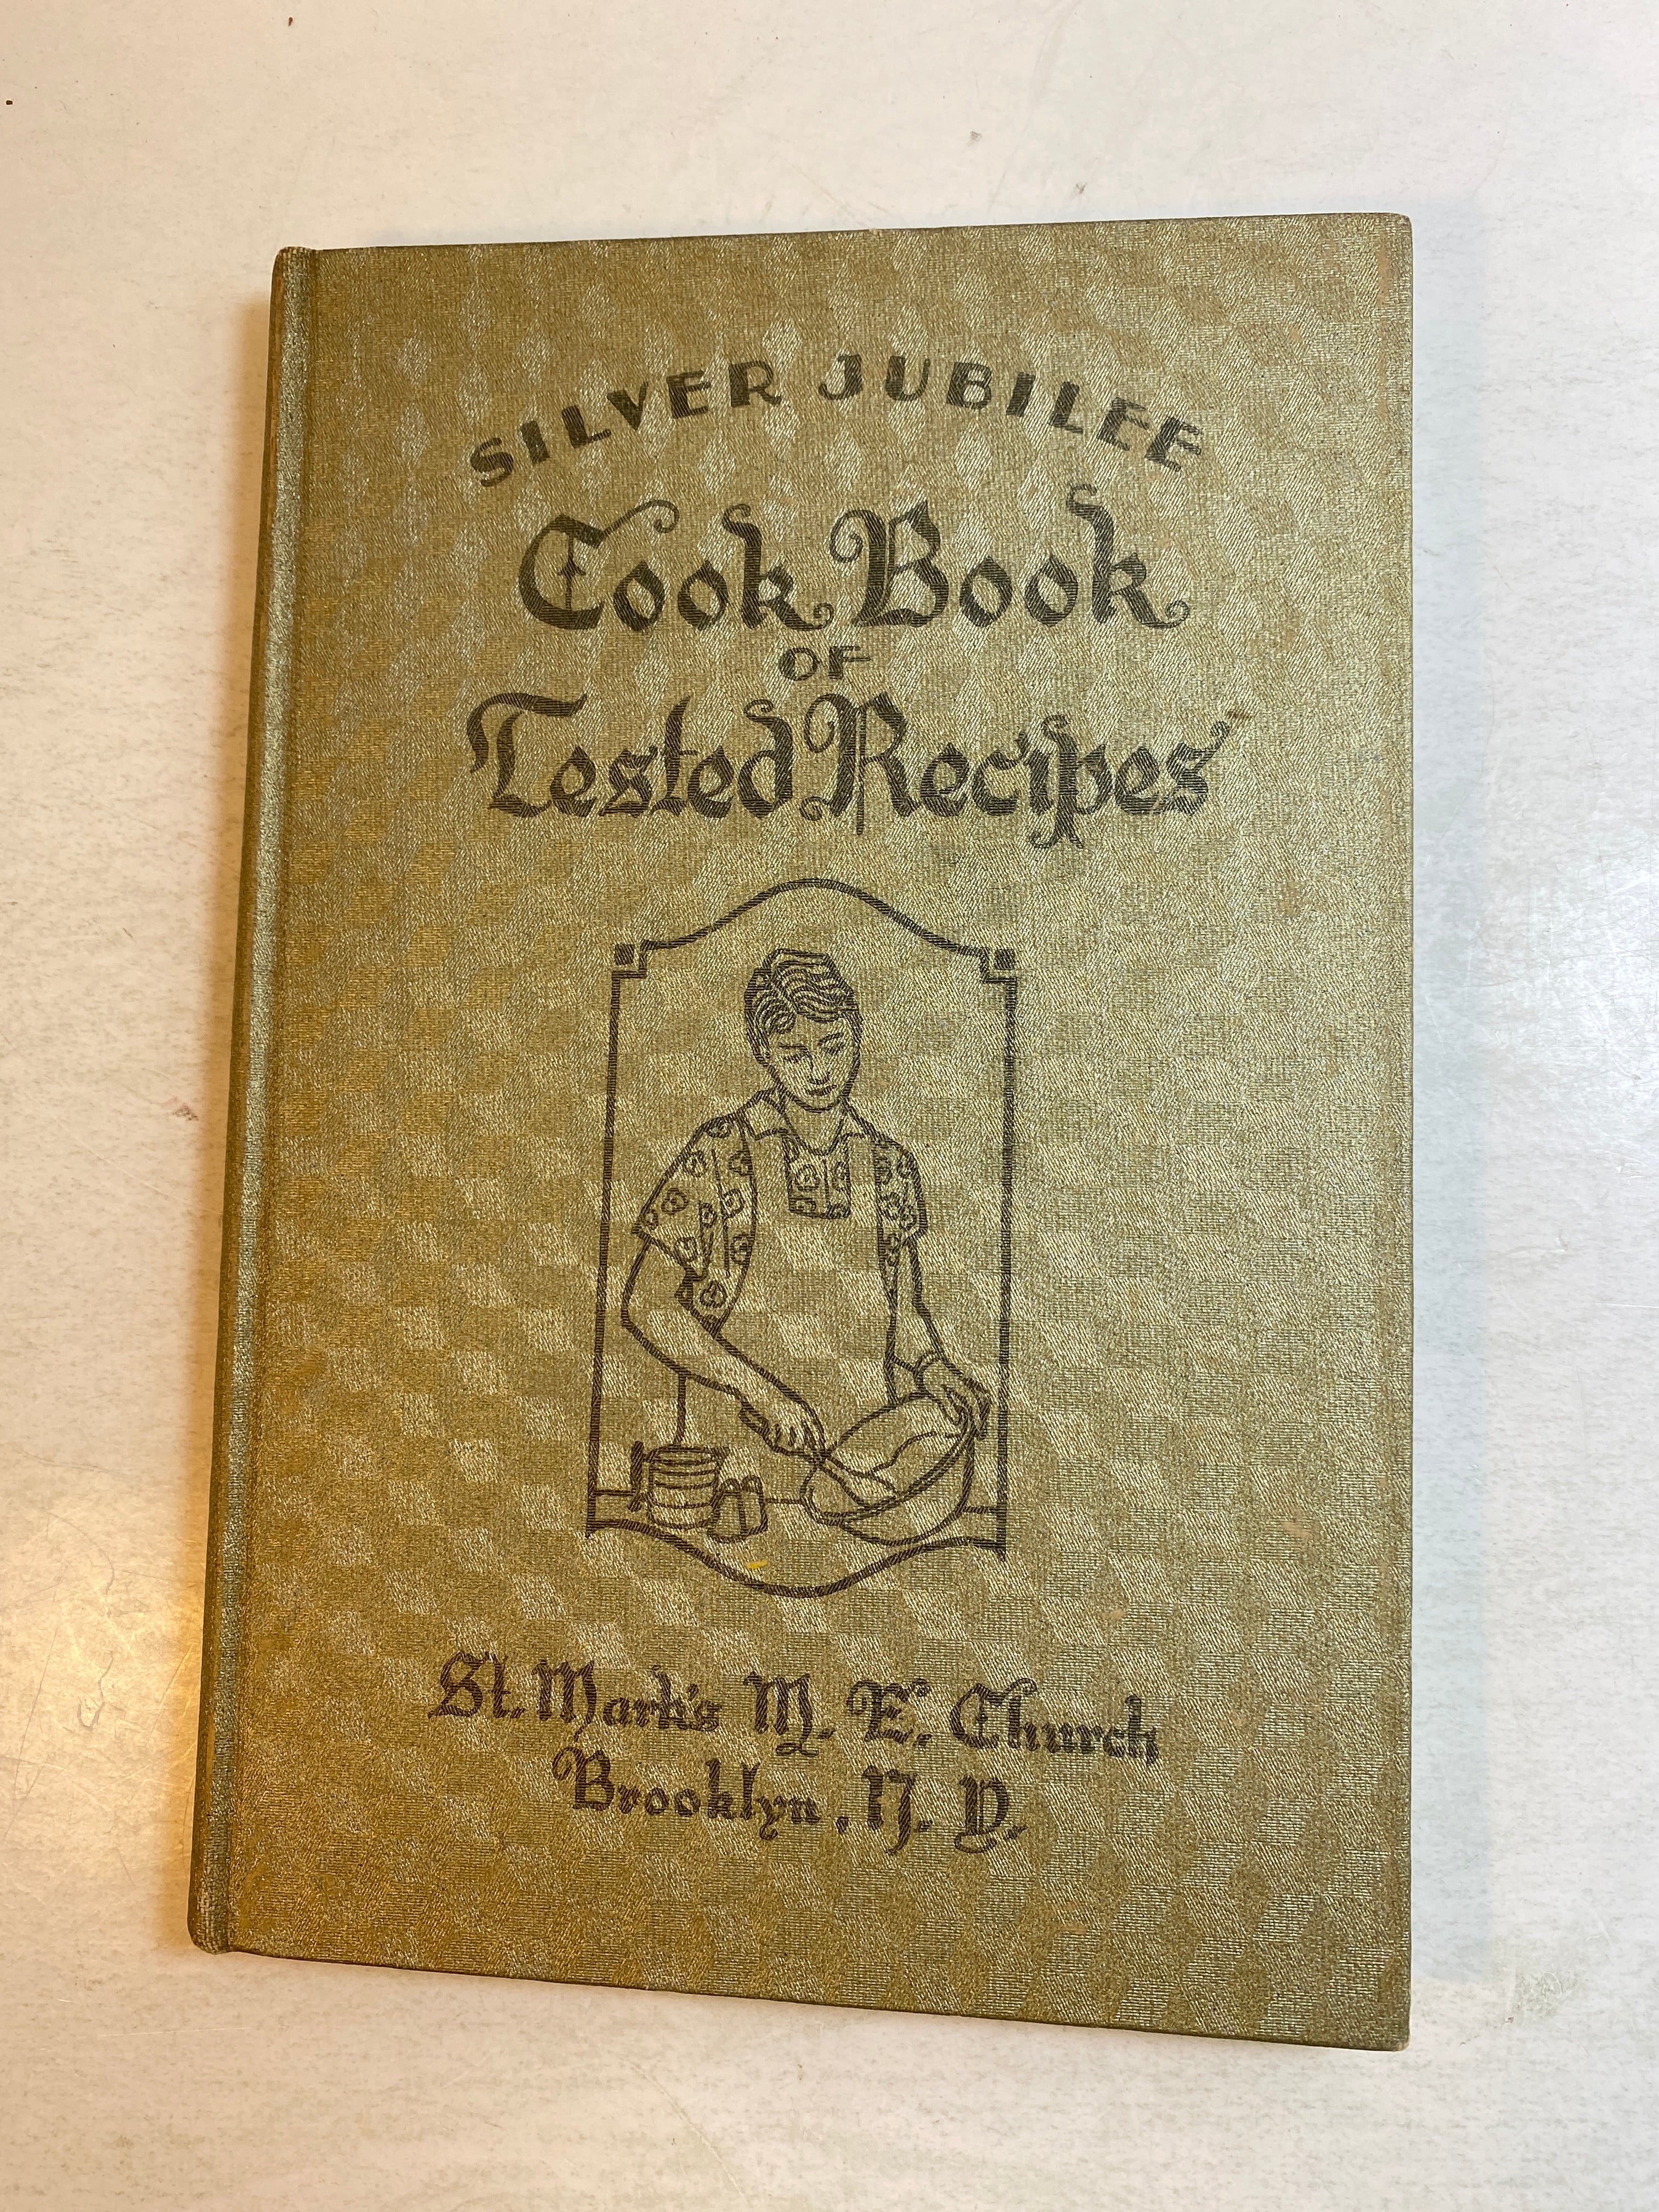 SILVER JUBILEE
Cook Book
OF
Tested Recipes
St. Mark's M. E. Church
Brooklyn, N. Y.